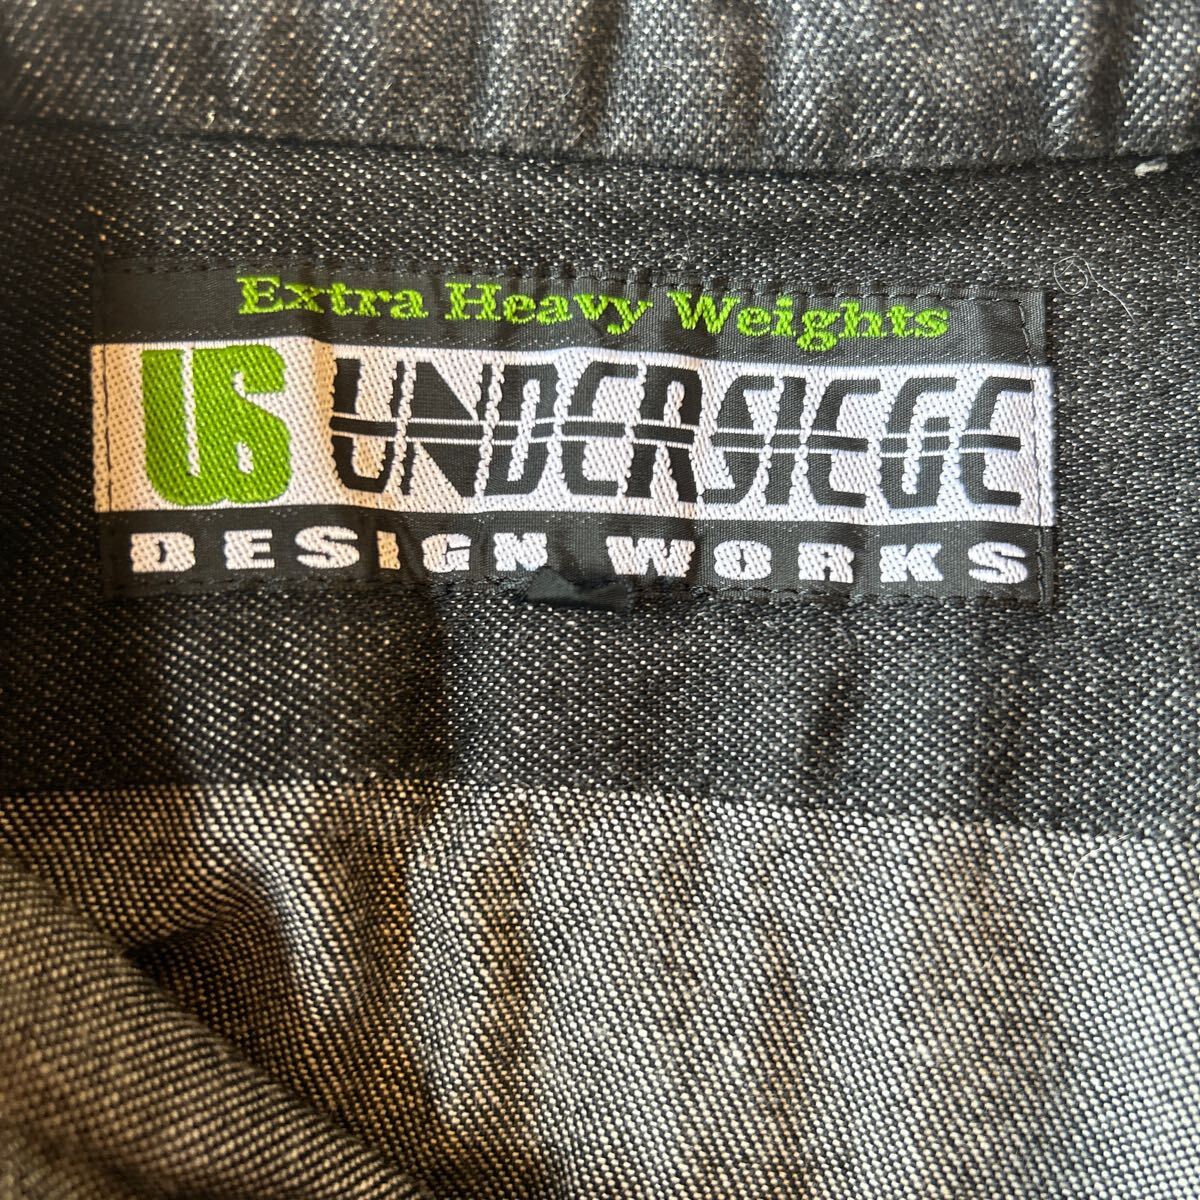 Extra Heavy Weights
US UNDERSIEGE
DESIGN WORKS